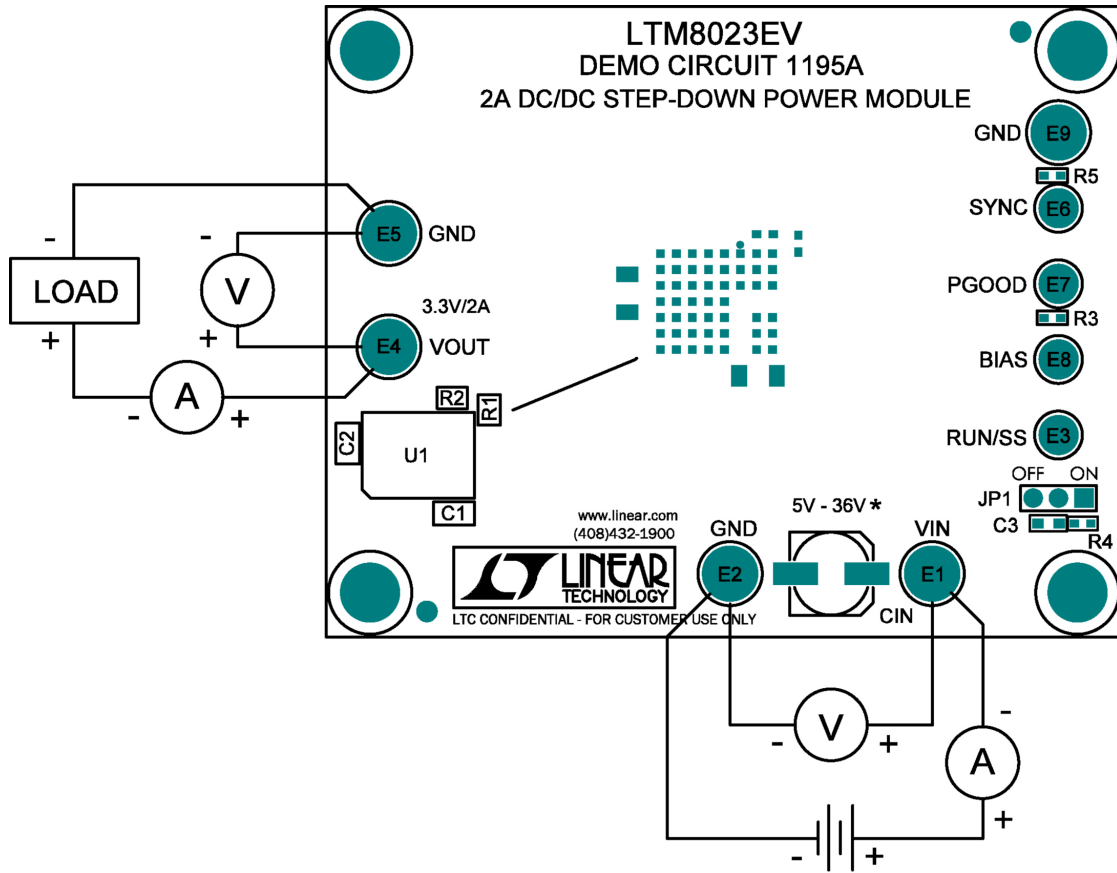 LTM8023EV
DEMO CIRCUIT 1195A
2A DC/DC STEP-DOWN POWER MODULE
GND
E9
R5
SYNC
E6
PGOOD
E7
R3
BIAS
E8
RUN/SS
E3
OFF ON
JP1
C3
R4
-
LOAD
+
-
V
+
-
A
+
E5
GND
3.3V/2A
E4
VOUT
R2
R1
C2
U1
C1
www.linear.com
(408)432-1900
LINEAR
TECHNOLOGY
LTC CONFIDENTIAL - FOR CUSTOMER USE ONLY
5V - 36V *
GND
VIN
E2
E1
CIN
-
V
+
-
A
+
-
+